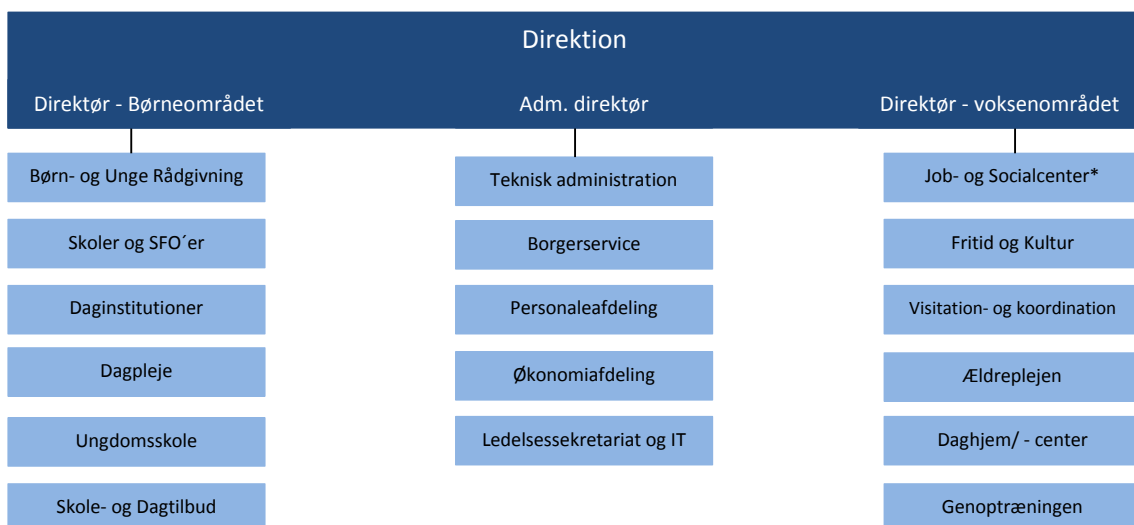 Direktion
Direktør - Børneområdet
Adm. direktør
Direktør - voksenområdet
Børn- og Unge Rådgivning
Skoler og SFO´er
Daginstitutioner
Dagpleje
Ungdomsskole
Skole- og Dagtilbud
Teknisk administration
Borgerservice
Personaleafdeling
Økonomiafdeling
Ledelsessekretariat og IT
Job- og Socialcenter*
Fritid og Kultur
Visitation- og koordination
Ældreplejen
Daghjem/ - center
Genoptræningen